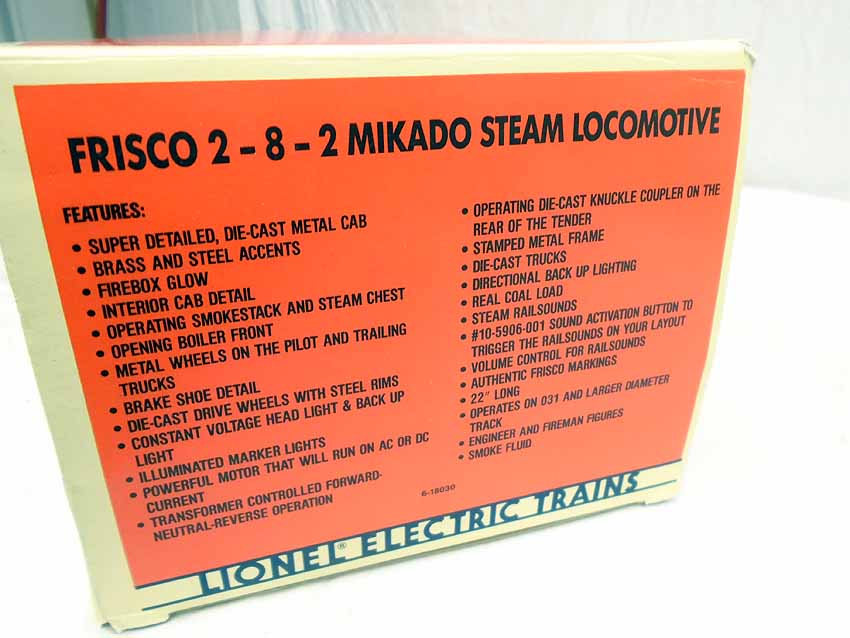 FRISCO 2 - 8 - 2 MIKADO STEAM LOCOMOTIVE
FEATURES:
• SUPER DETAILED, DIE-CAST METAL CAB
• BRASS AND STEEL ACCENTS
• FIREBOX GLOW
• INTERIOR CAB DETAIL
• OPERATING SMOKESTACK AND STEAM CHEST
• OPENING BOILER FRONT
• METAL WHEELS ON THE PILOT AND TRAILING
TRUCKS
• BRAKE SHOE DETAIL
• DIE-CAST DRIVE WHEELS WITH STEEL RIMS
• CONSTANT VOLTAGE HEAD LIGHT & BACK UP
LIGHT
• ILLUMINATED MARKER LIGHTS
• POWERFUL MOTOR THAT WILL RUN ON AC OR DC
CURRENT
• TRANSFORMER CONTROLLED FORWARD-
NEUTRAL-REVERSE OPERATION
• OPERATING DIE-CAST KNUCKLE COUPLER ON THE
REAR OF THE TENDER
• STAMPED METAL FRAME
• DIE-CAST TRUCKS
• DIRECTIONAL BACK UP LIGHTING
• REAL COAL LOAD
• STEAM RAILSOUNDS
• #10-5906-001 SOUND ACTIVATION BUTTON TO
TRIGGER THE RAILSOUNDS ON YOUR LAYOUT
• VOLUME CONTROL FOR RAILSOUNDS
• AUTHENTIC FRISCO MARKINGS
• 22" LONG
• OPERATES ON 031 AND LARGER DIAMETER
TRACK
• ENGINEER AND FIREMAN FIGURES
• SMOKE FLUID
6-18030
LIONEL® ELECTRIC TRAINS